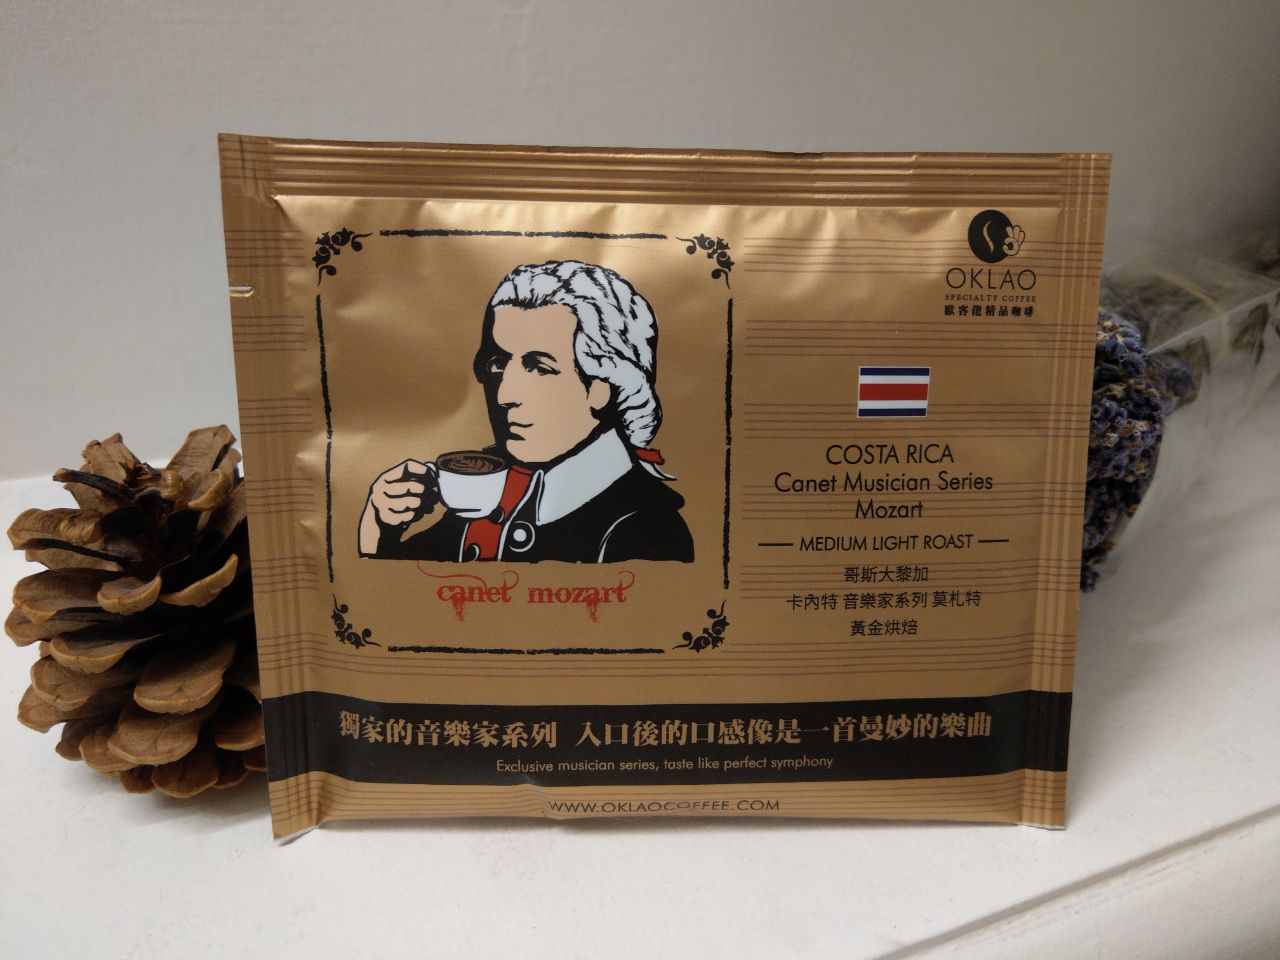 OKLAO
SPECIALTY COFFEE
歐客佬精品咖啡
COSTA RICA
Canet Musician Series
Mozart
MEDIUM LIGHT ROAST
哥斯大黎加
卡內特 音樂家系列 莫札特
黃金烘焙
canet mozart
獨家的音樂家系列 入口後的口感像是一首曼妙的樂曲
Exclusive musician series, taste like perfect symphony
WWW.OKLAOCOFFEE.COM